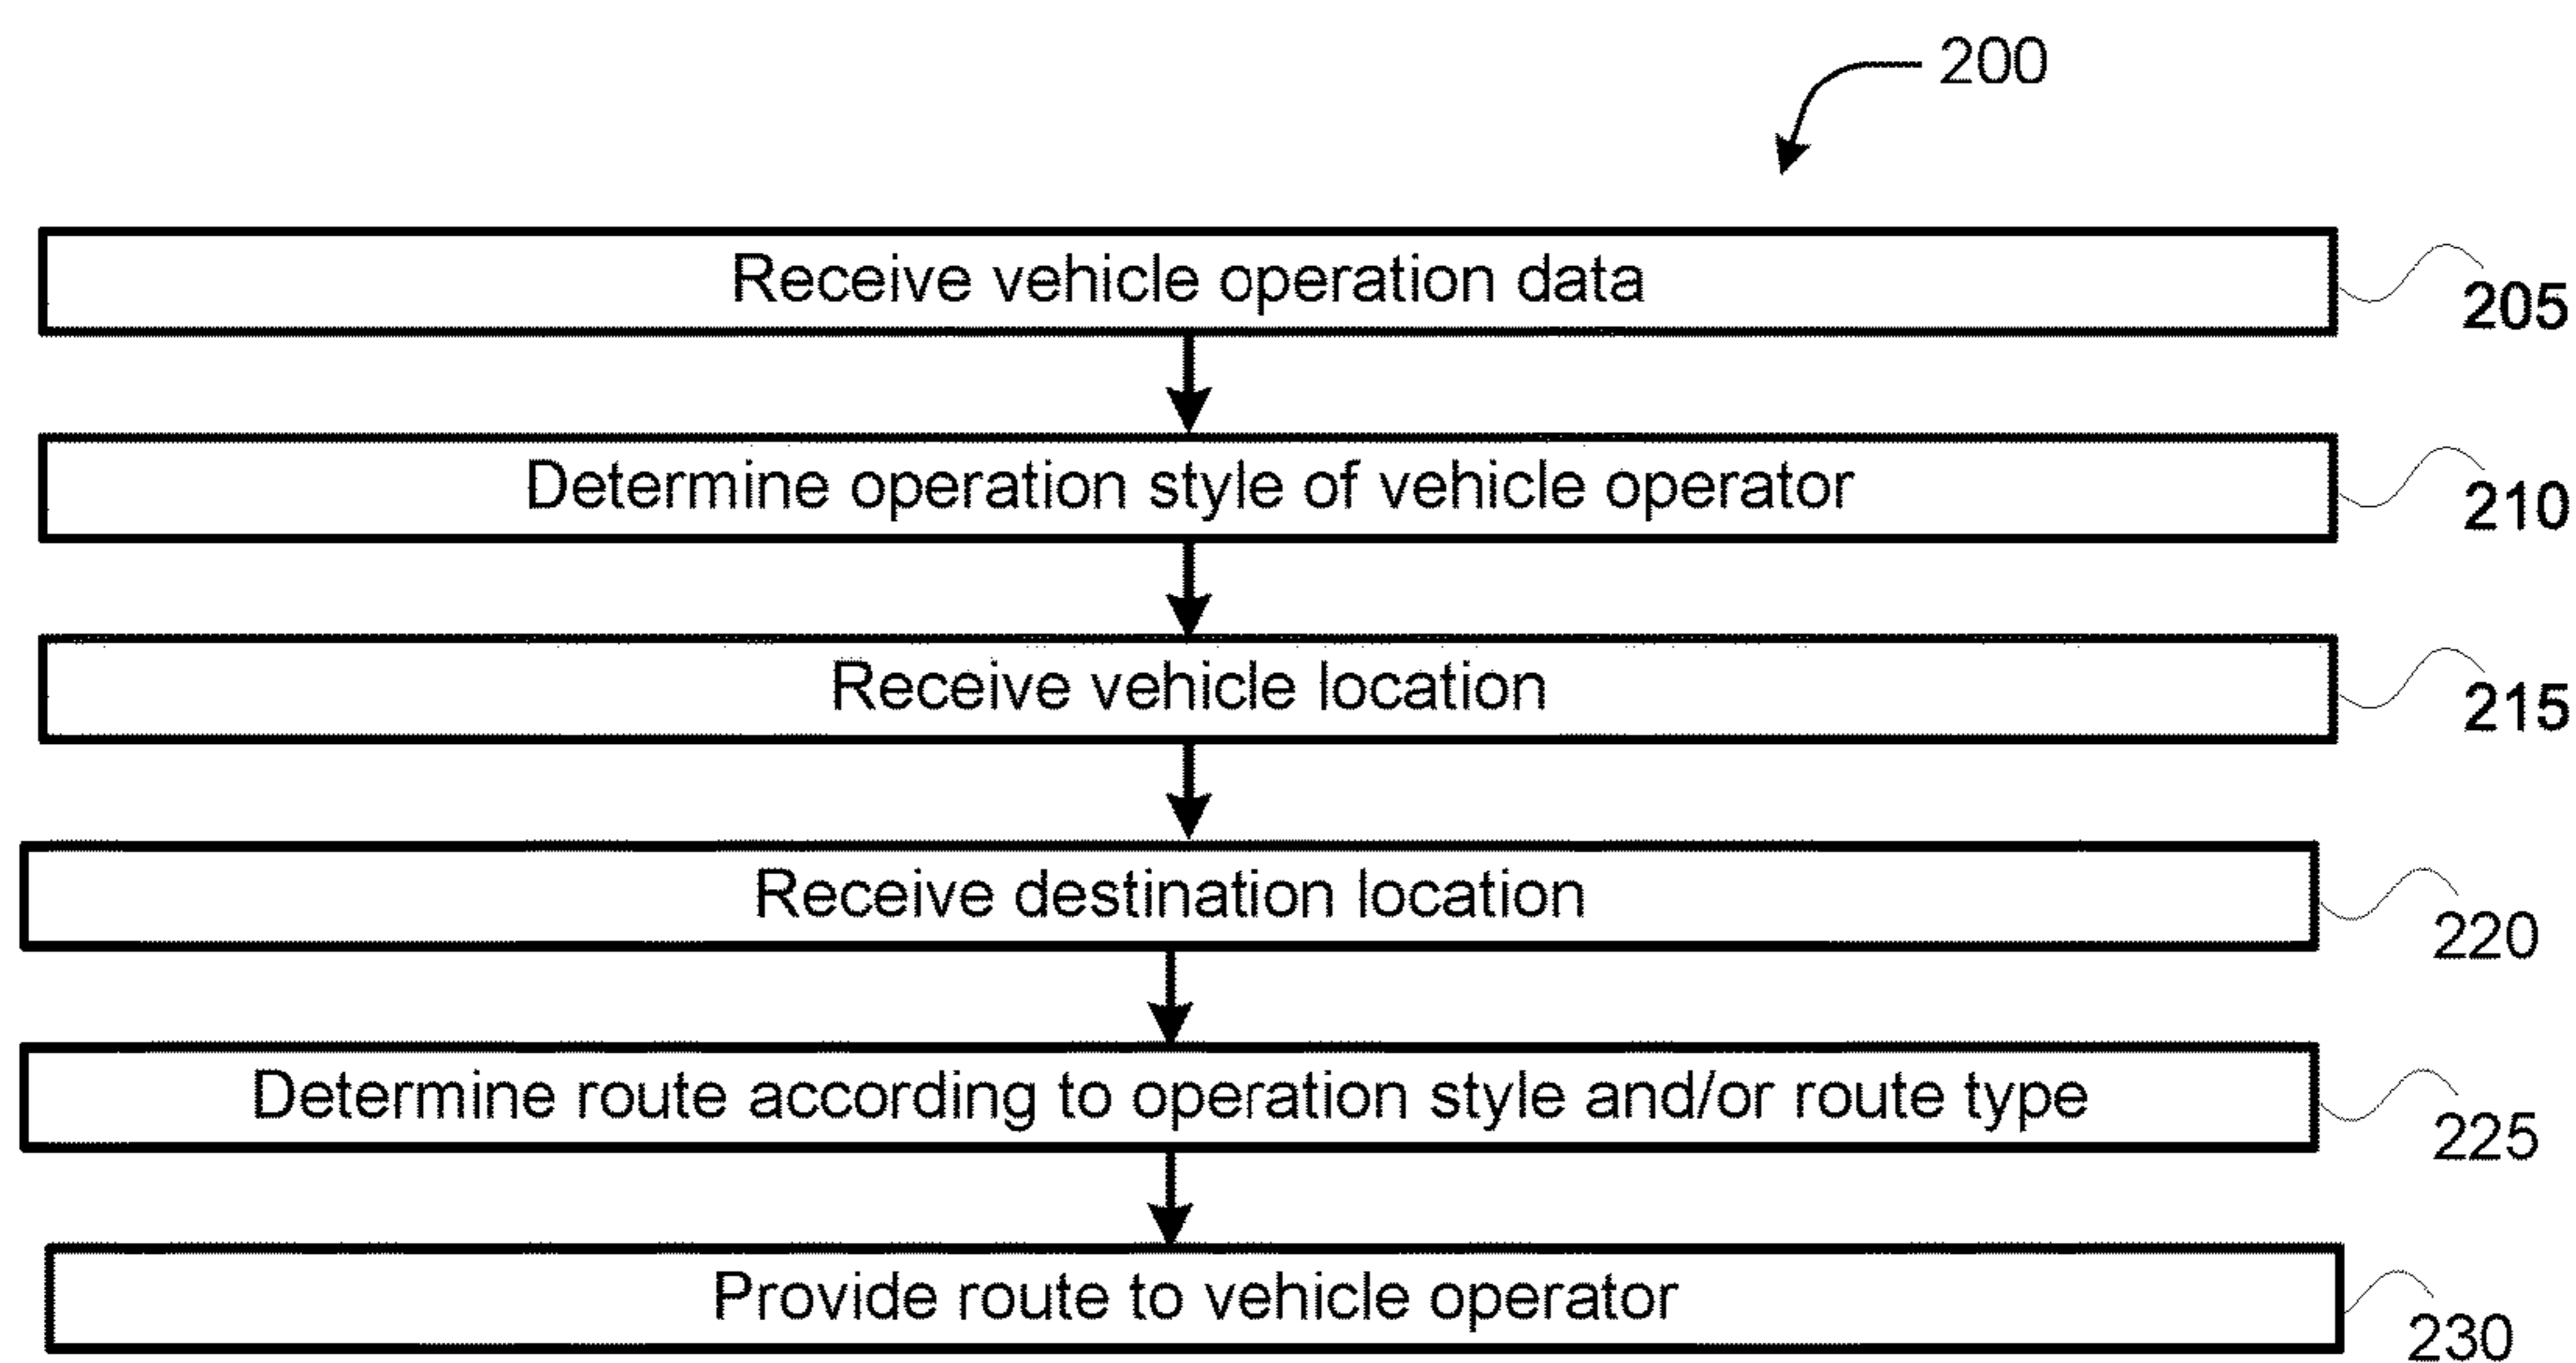 200
Receive vehicle operation data
205
Determine operation style of vehicle operator
210
Receive vehicle location
215
Receive destination location
220
Determine route according to operation style and/or route type
225
Provide route to vehicle operator
230